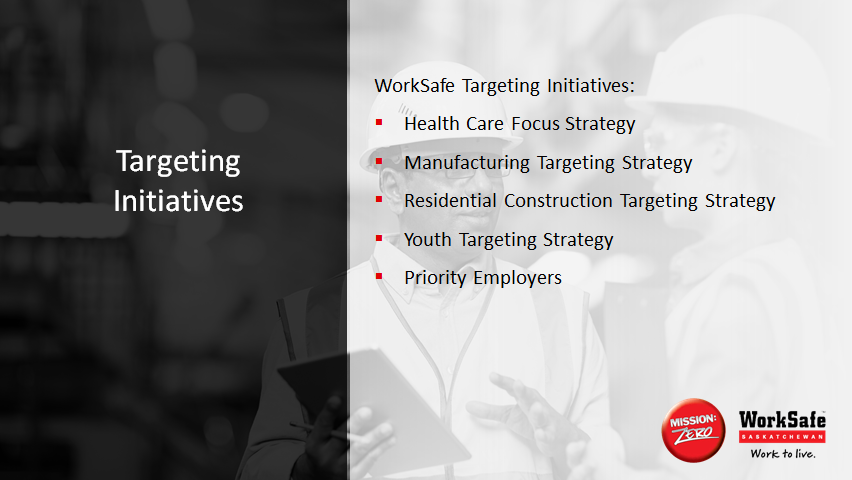 Targeting
Initiatives
WorkSafe Targeting Initiatives:
Health Care Focus Strategy
Manufacturing Targeting Strategy
Residential Construction Targeting Strategy
Youth Targeting Strategy
Priority Employers
MISSION:
ZERO
WorkSafe
SASKATCHEWAN
Work to live.